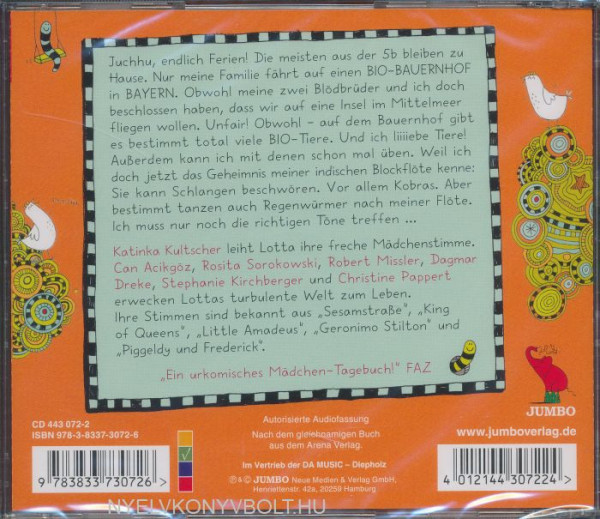 Juchhu, endlich Ferien! Die meisten aus der 5b bleiben zu
Hause. Nur meine Familie fährt auf einen BIO-BAUERNHOF
in BAYERN. Obwohl meine zwei Blödbrüder und ich doch
beschlossen haben, dass wir auf eine Insel im Mittelmeer
fliegen wollen. Unfair! Obwohl – auf dem Bauernhof gibt
es bestimmt total viele BIO-Tiere. Und ich liiiiebe Tiere!
Außerdem kann ich mit denen schon mal üben. Weil ich
doch jetzt das Geheimnis meiner indischen Blockflöte kenne:
Sie kann Schlangen beschwören. Vor allem Kobras. Aber
bestimmt tanzen auch Regenwürmer nach meiner Flöte.
Ich muss nur noch die richtigen Töne treffen ...
Katinka Kultscher leiht Lotta ihre freche Mädchenstimme.
Can Acikgöz, Rosita Sorokowski, Robert Missler, Dagmar
Dreke, Stephanie Kirchberger und Christine Pappert
erwecken Lottas turbulente Welt zum Leben.
Ihre Stimmen sind bekannt aus „Sesamstraße", „King
of Queens", „Little Amadeus", „Geronimo Stilton" und
„Piggeldy und Frederick".
„Ein urkomisches Mädchen-Tagebuch!" FAZ
JUMBO
www.jumboverlag.de
CD 443 072-2
ISBN 978-3-8337-3072-6
9 783833 730726
Autorisierte Audiofassung
Nach dem gleichnamigen Buch
aus dem Arena Verlag.
Im Vertrieb der DA MUSIC – Diepholz
℗ © JUMBO Neue Medien & Verlag GmbH,
Henriettenstr. 42a, 20259 Hamburg
4 012144 307224
NYELVKONYVBOLT.HU